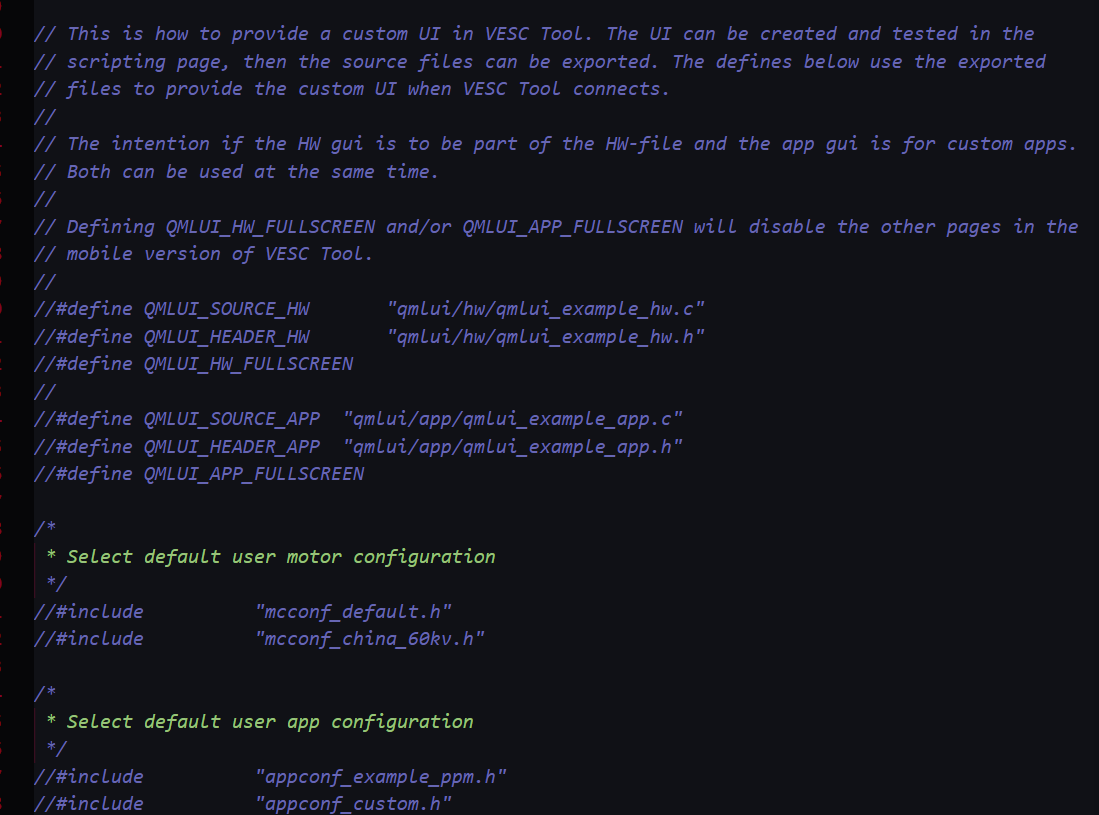 // This is how to provide a custom UI in VESC Tool. The UI can be created and tested in the
// scripting page, then the source files can be exported. The defines below use the exported
// files to provide the custom UI when VESC Tool connects.
//
// The intention if the HW gui is to be part of the HW-file and the app gui is for custom apps.
// Both can be used at the same time.
//
// Defining QMLUI_HW_FULLSCREEN and/or QMLUI_APP_FULLSCREEN will disable the other pages in the
// mobile version of VESC Tool.
//
//#define QMLUI_SOURCE_HW       "qmlui/hw/qmlui_example_hw.c"
//#define QMLUI_HEADER_HW       "qmlui/hw/qmlui_example_hw.h"
//#define QMLUI_HW_FULLSCREEN
//
//#define QMLUI_SOURCE_APP  "qmlui/app/qmlui_example_app.c"
//#define QMLUI_HEADER_APP  "qmlui/app/qmlui_example_app.h"
//#define QMLUI_APP_FULLSCREEN

/*
 * Select default user motor configuration
 */
//#include          "mcconf_default.h"
//#include          "mcconf_china_60kv.h"

/*
 * Select default user app configuration
 */
//#include          "appconf_example_ppm.h"
//#include          "appconf_custom.h"